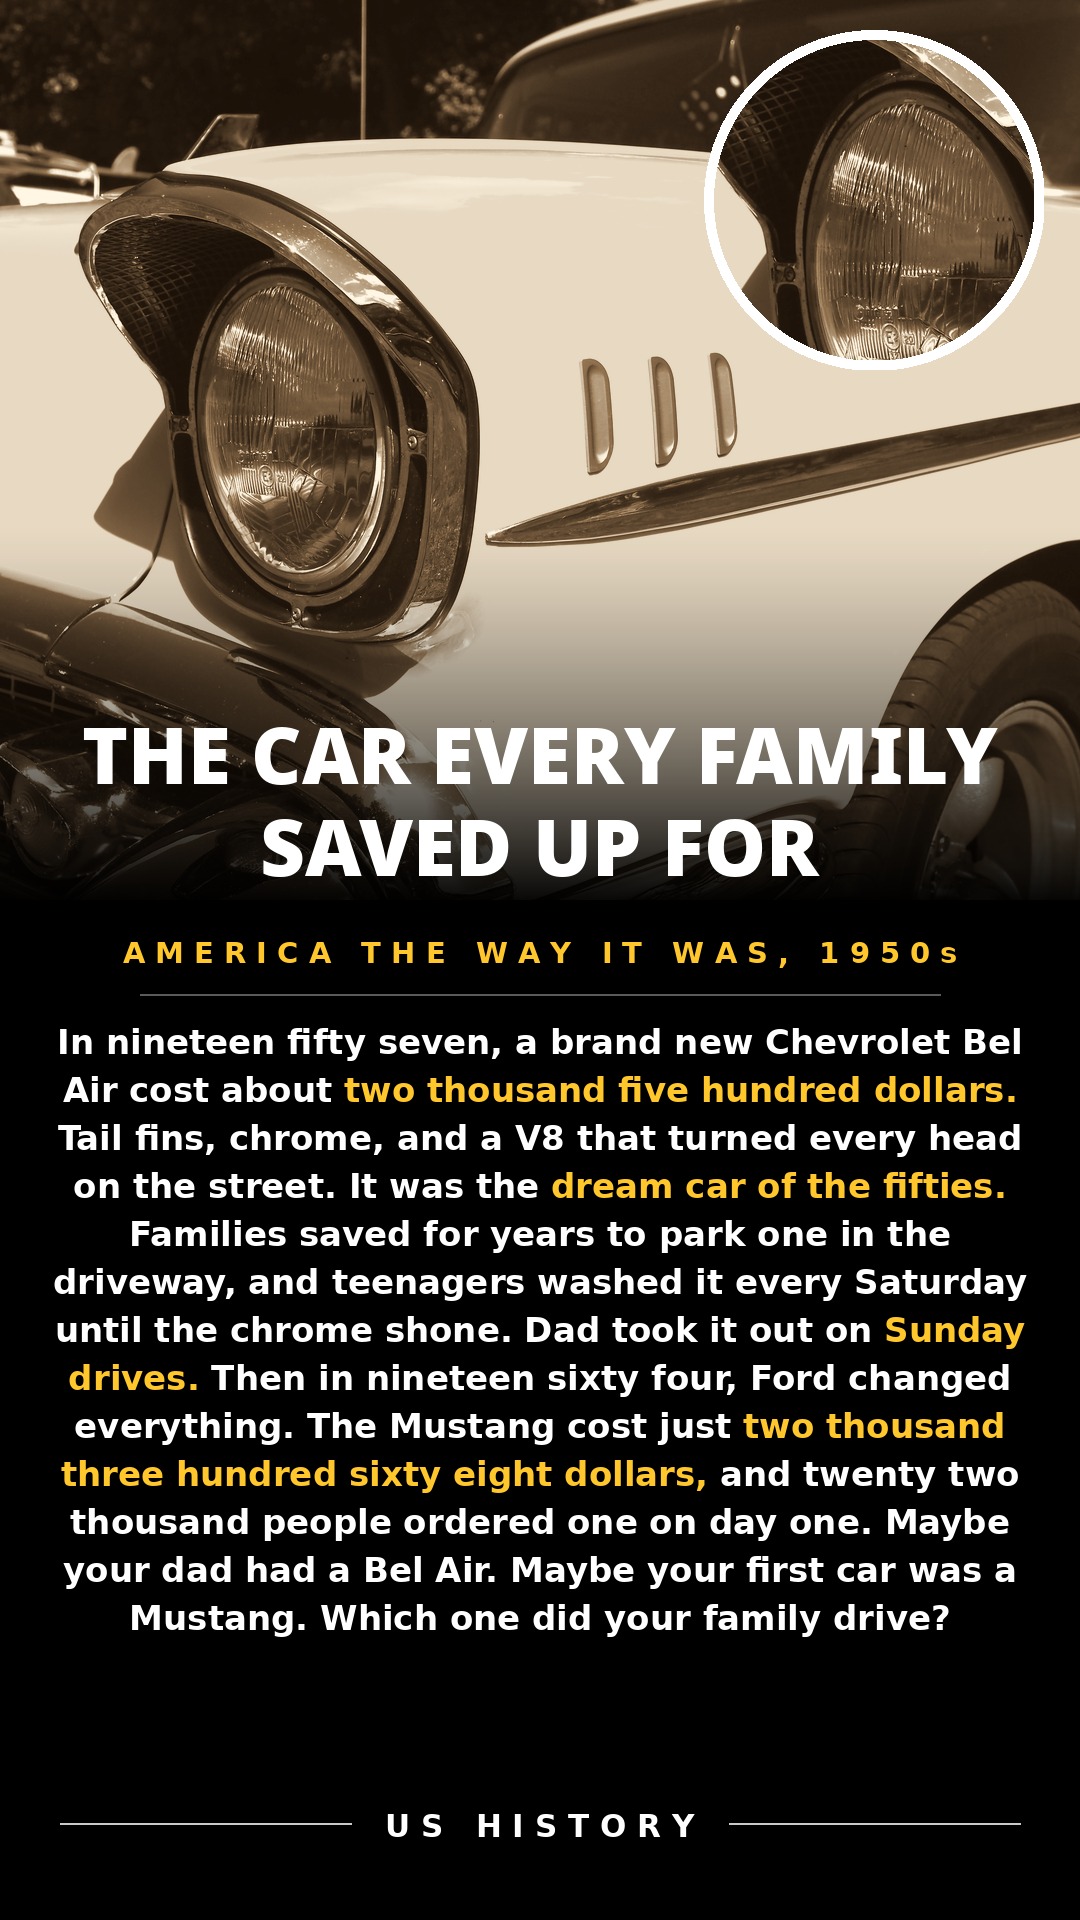 THE CAR EVERY FAMILY
SAVED UP FOR
AMERICA THE WAY IT WAS, 1950s
In nineteen fifty seven, a brand new Chevrolet Bel
Air cost about two thousand five hundred dollars.
Tail fins, chrome, and a V8 that turned every head
on the street. It was the dream car of the fifties.
Families saved for years to park one in the
driveway, and teenagers washed it every Saturday
until the chrome shone. Dad took it out on Sunday
drives. Then in nineteen sixty four, Ford changed
everything. The Mustang cost just two thousand
three hundred sixty eight dollars, and twenty two
thousand people ordered one on day one. Maybe
your dad had a Bel Air. Maybe your first car was a
Mustang. Which one did your family drive?
US HISTORY